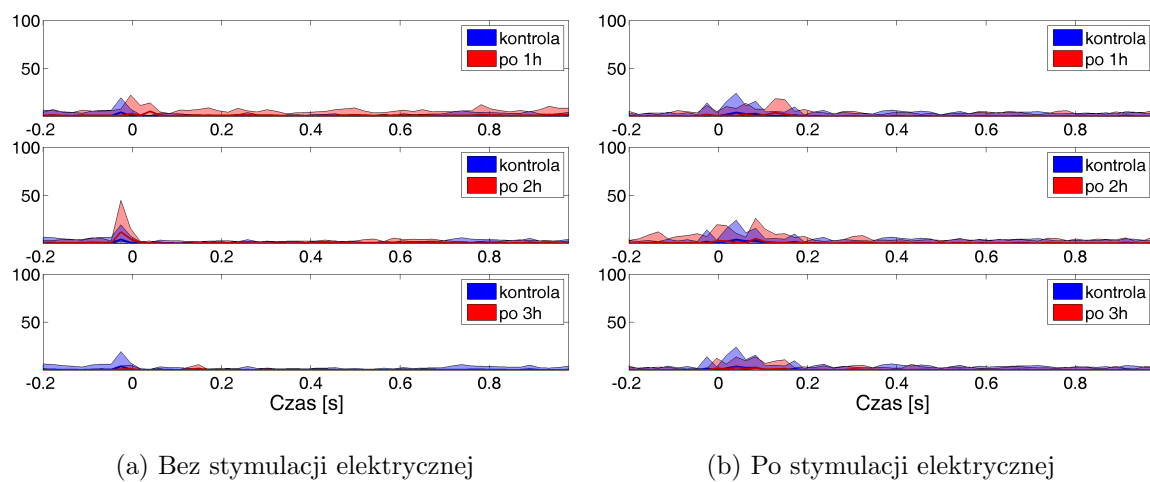 100
50
kontrola
po 1h
-0.2 0 0.2 0.4 0.6 0.8
100
50
kontrola
po 2h
-0.2 0 0.2 0.4 0.6 0.8
100
50
kontrola
po 3h
-0.2 0 0.2 0.4 0.6 0.8
Czas [s]
(a) Bez stymulacji elektrycznej
100
50
kontrola
po 1h
-0.2 0 0.2 0.4 0.6 0.8
100
50
kontrola
po 2h
-0.2 0 0.2 0.4 0.6 0.8
100
50
kontrola
po 3h
-0.2 0 0.2 0.4 0.6 0.8
Czas [s]
(b) Po stymulacji elektrycznej